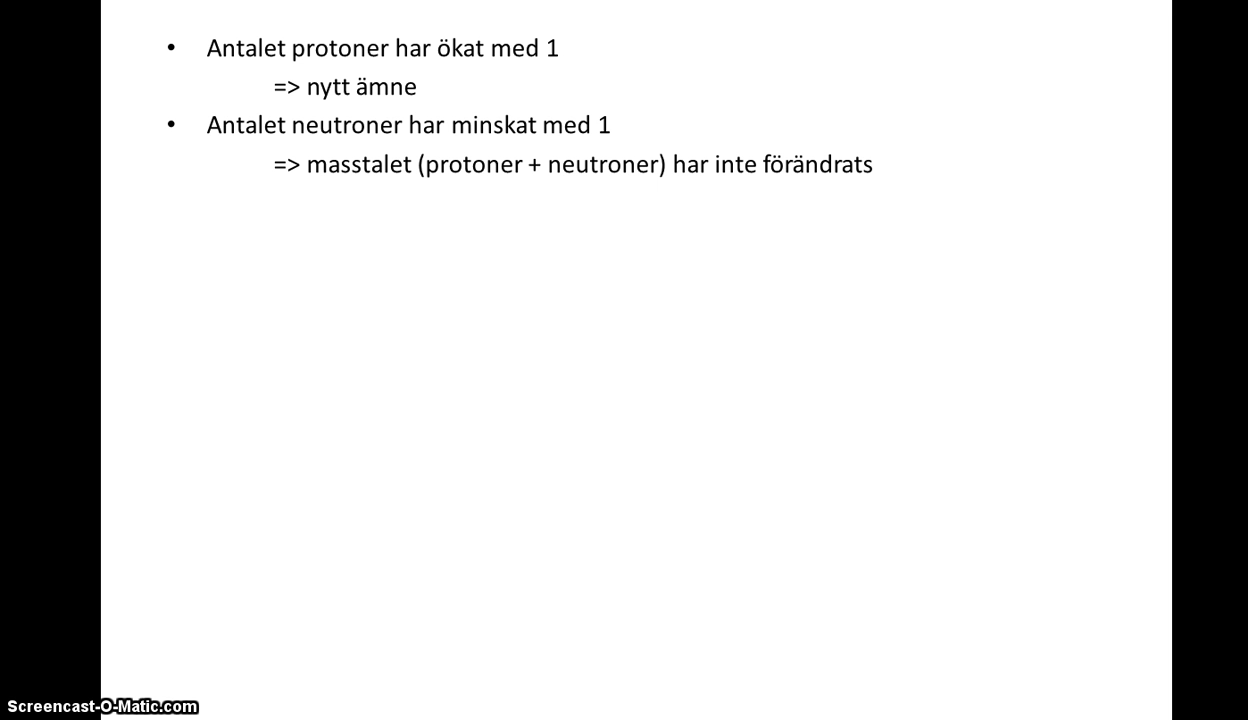 • Antalet protoner har ökat med 1
=> nytt ämne
• Antalet neutroner har minskat med 1
=> masstalet (protoner + neutroner) har inte förändrats
Screencast-O-Matic.com